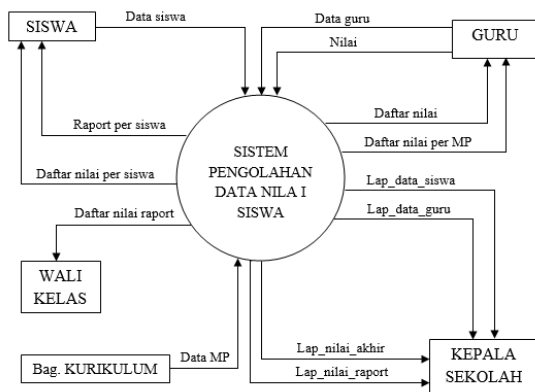 Data siswa
Data guru
SISWA
GURU
Nilai
Daftar nilai
Raport per siswa
Daftar nilai per MP
SISTEM
PENGOLAHAN
DATA NILA I
SISWA
Daftar nilai per siswa
Lap_data_siswa
Lap_data_guru
Daftar nilai raport
WALI
KELAS
Lap_nilai_akhir
KEPALA
SEKOLAH
Bag. KURIKULUM
Data MP
Lap_nilai_raport